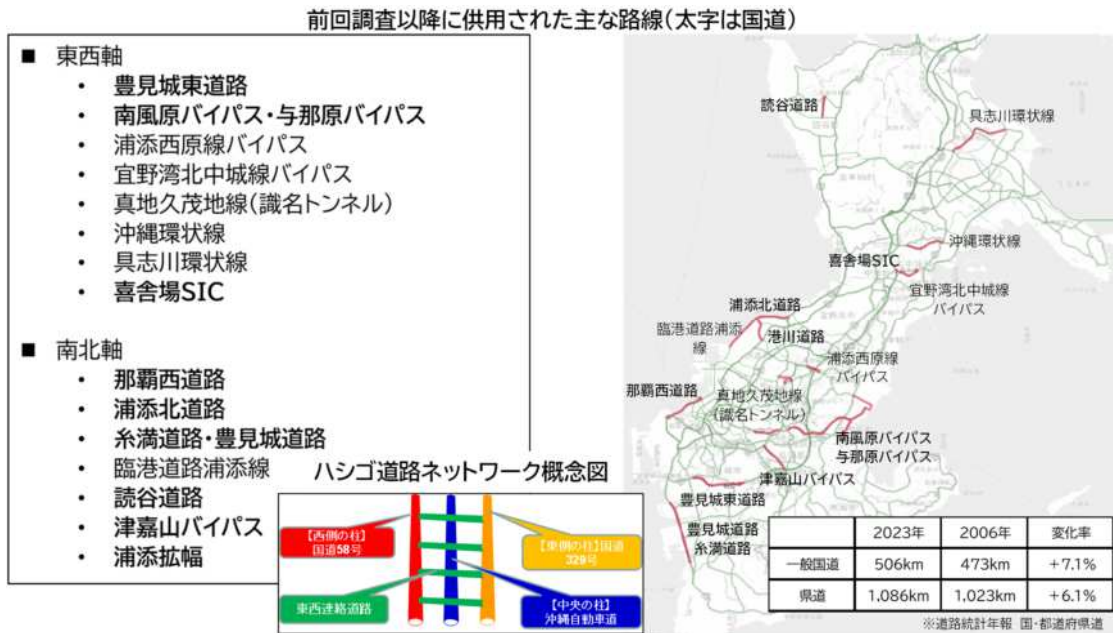 前回調査以降に供用された主な路線(太字は国道)
■ 東西軸
・ 豊見城東道路
・ 南風原バイパス・与那原バイパス
・ 浦添西原線バイパス
・ 宜野湾北中城線バイパス
・ 真地久茂地線(識名トンネル)
・ 沖縄環状線
・ 具志川環状線
・ 喜舎場SIC
■ 南北軸
・ 那覇西道路
・ 浦添北道路
・ 糸満道路・豊見城道路
・ 臨港道路浦添線
・ 読谷道路
・ 津嘉山バイパス
・ 浦添拡幅
ハシゴ道路ネットワーク概念図
【西側の柱】
国道58号
【東側の柱】国道
329号
東西連絡道路
【中央の柱】
沖縄自動車道
読谷道路
具志川環状線
沖縄環状線
喜舎場SIC
宜野湾北中城線
バイパス
浦添北道路
臨港道路浦添
線
港川道路
浦添西原線
バイパス
那覇西道路
真地久茂地線
(識名トンネル)
南風原バイパス
与那原バイパス
津嘉山バイパス
豊見城東道路
豊見城道路
糸満道路
2023年 2006年 変化率
一般国道 506km 473km +7.1%
県道 1,086km 1,023km +6.1%
※道路統計年報 国・都道府県道